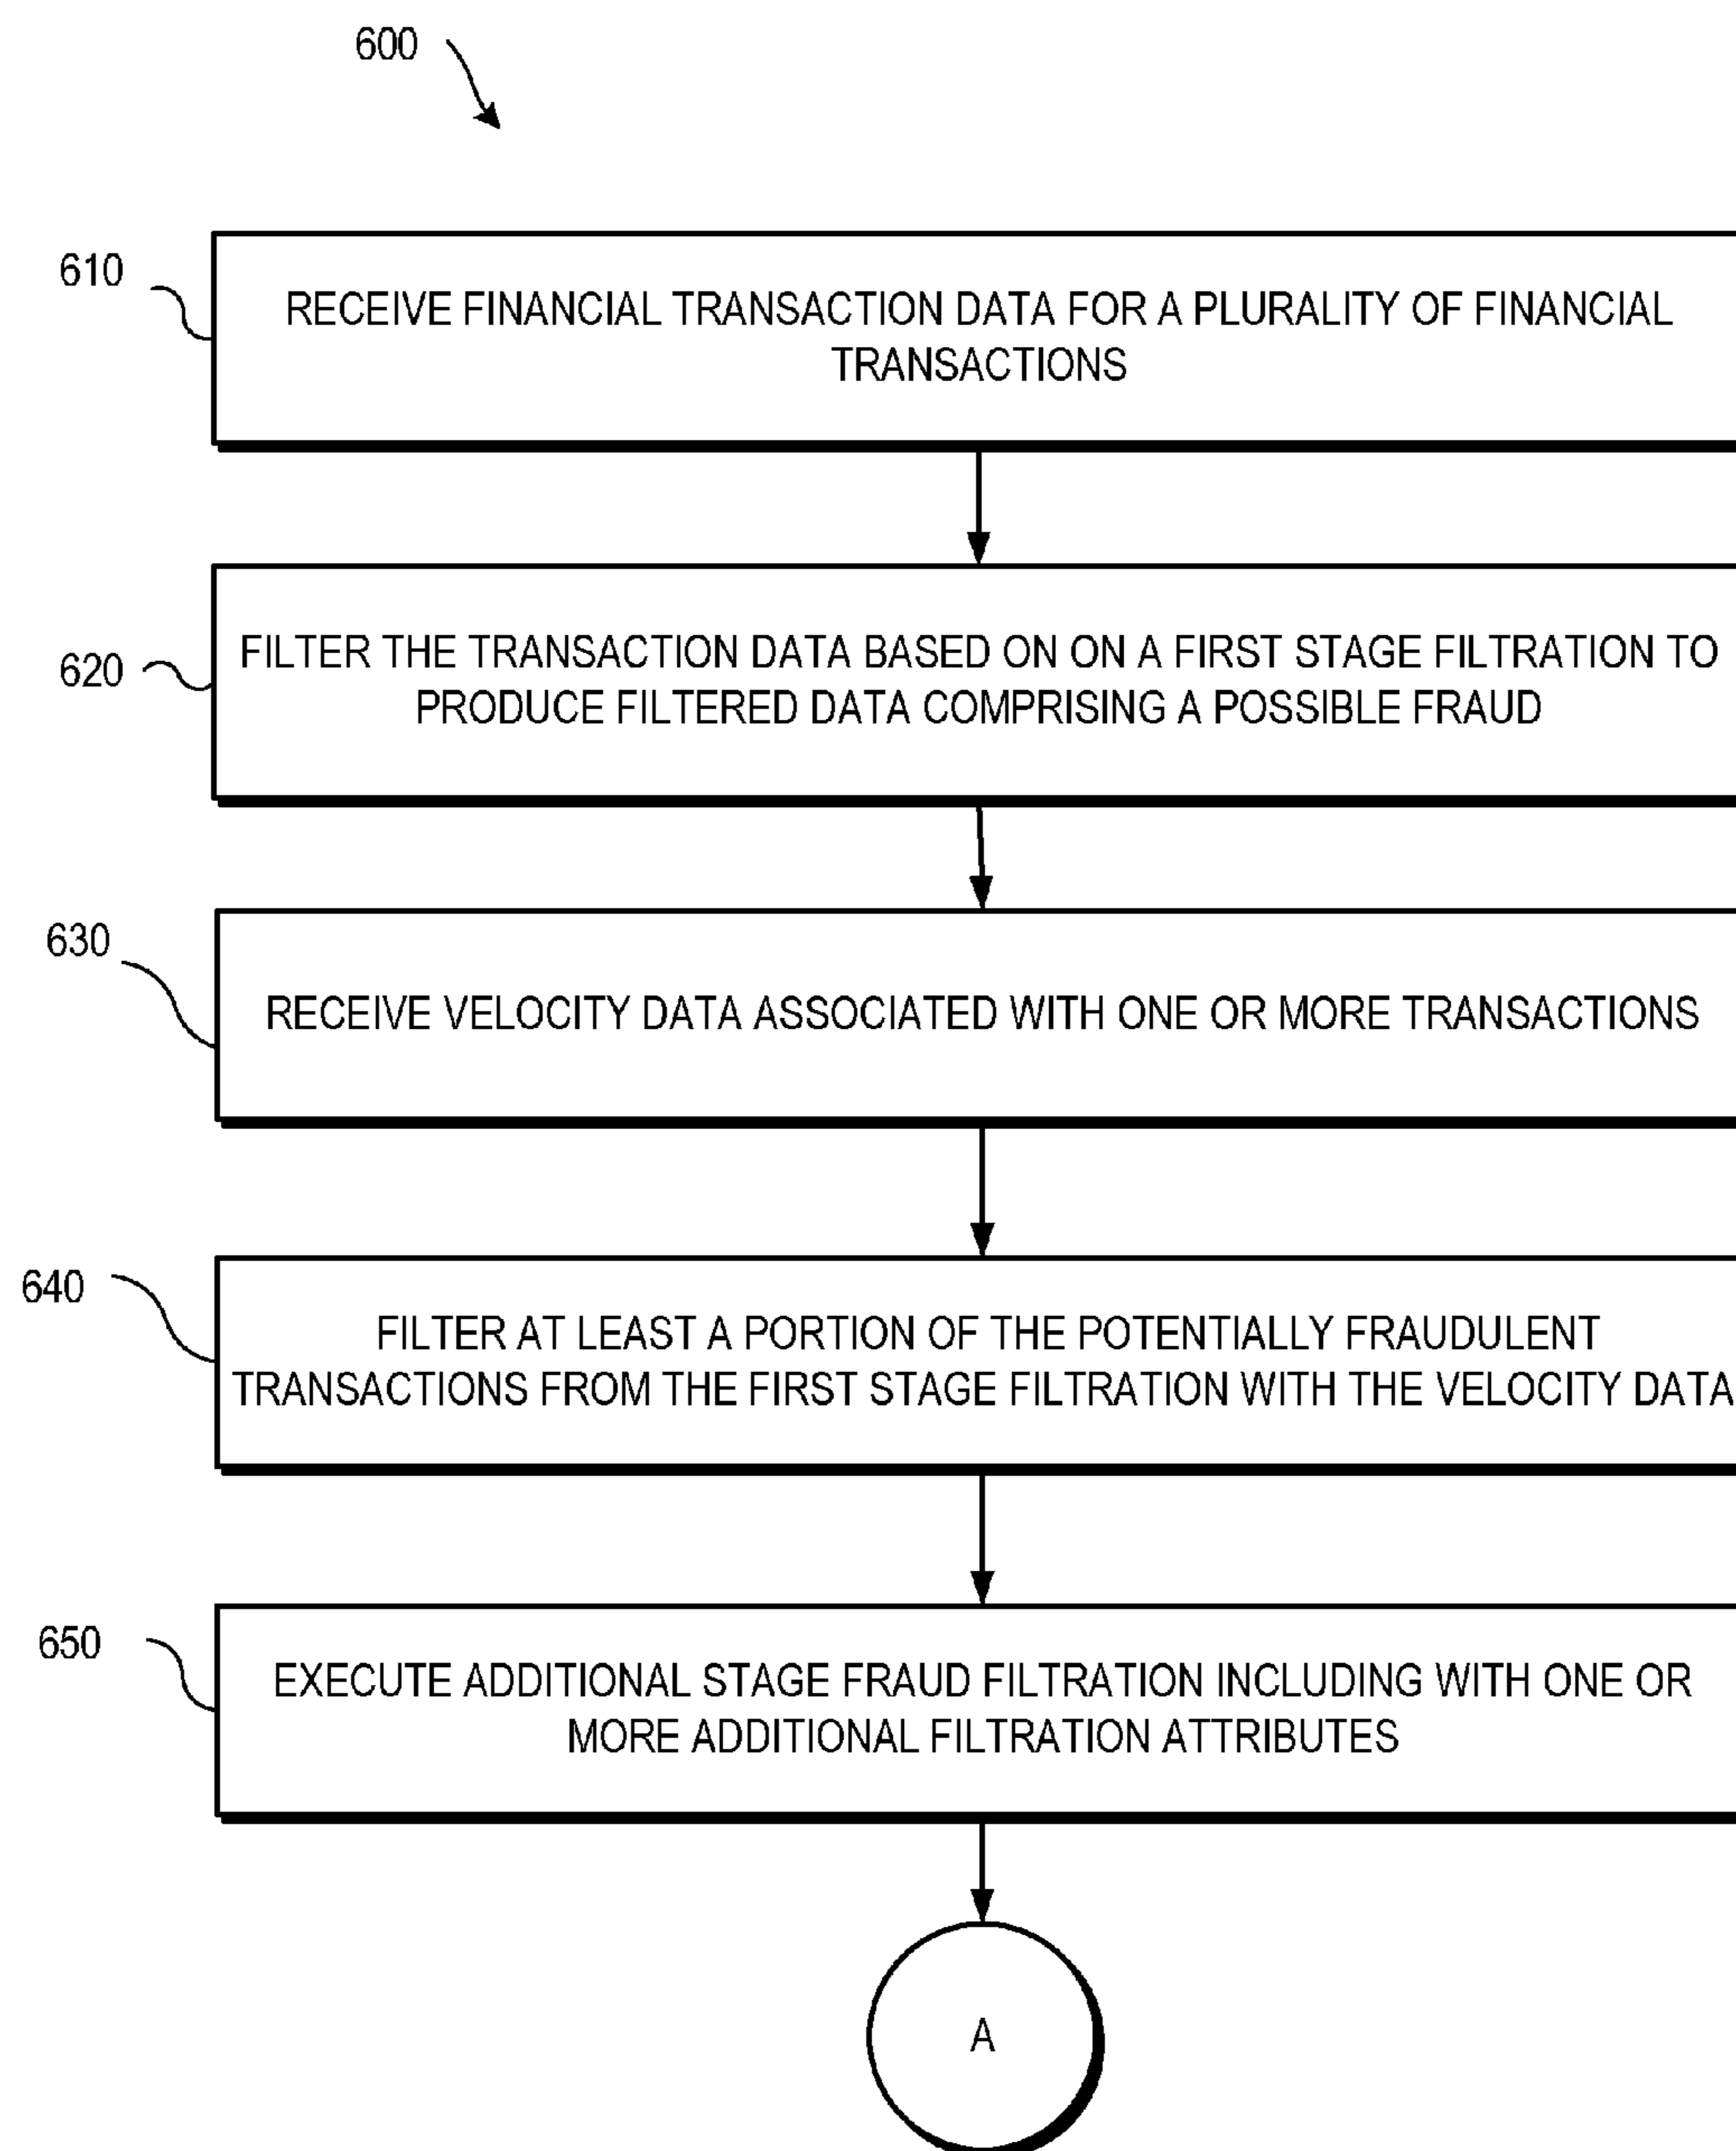 600
610
RECEIVE FINANCIAL TRANSACTION DATA FOR A PLURALITY OF FINANCIAL
TRANSACTIONS
620
FILTER THE TRANSACTION DATA BASED ON ON A FIRST STAGE FILTRATION TO
PRODUCE FILTERED DATA COMPRISING A POSSIBLE FRAUD
630
RECEIVE VELOCITY DATA ASSOCIATED WITH ONE OR MORE TRANSACTIONS
640
FILTER AT LEAST A PORTION OF THE POTENTIALLY FRAUDULENT
TRANSACTIONS FROM THE FIRST STAGE FILTRATION WITH THE VELOCITY DATA
650
EXECUTE ADDITIONAL STAGE FRAUD FILTRATION INCLUDING WITH ONE OR
MORE ADDITIONAL FILTRATION ATTRIBUTES
A